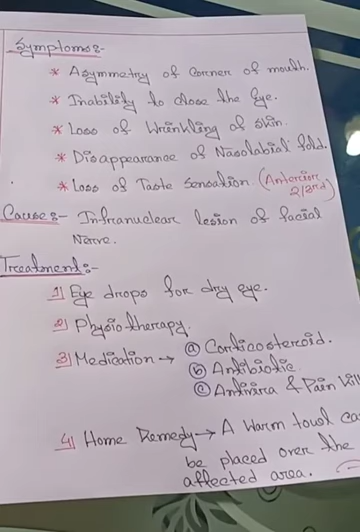 Symptoms:-
* Asymmetry of Corner of mouth.
* Inability to close the Eye.
* Loss of Wrinkling of skin.
* Disappearance of Nasolabial fold.
* Loss of Taste Sensation. (Anterior 2/3rd)
Cause:- Infranuclear lesion of facial
Nerve.
Treatment:-
1) Eye drops for dry eye.
2) Physiotherapy.
3) Medication → ⓐ Corticosteroid.
ⓑ Antibiotic
ⓒ & Pain
4) Home Remedy → A Warm towl
be placed over the
affected area.